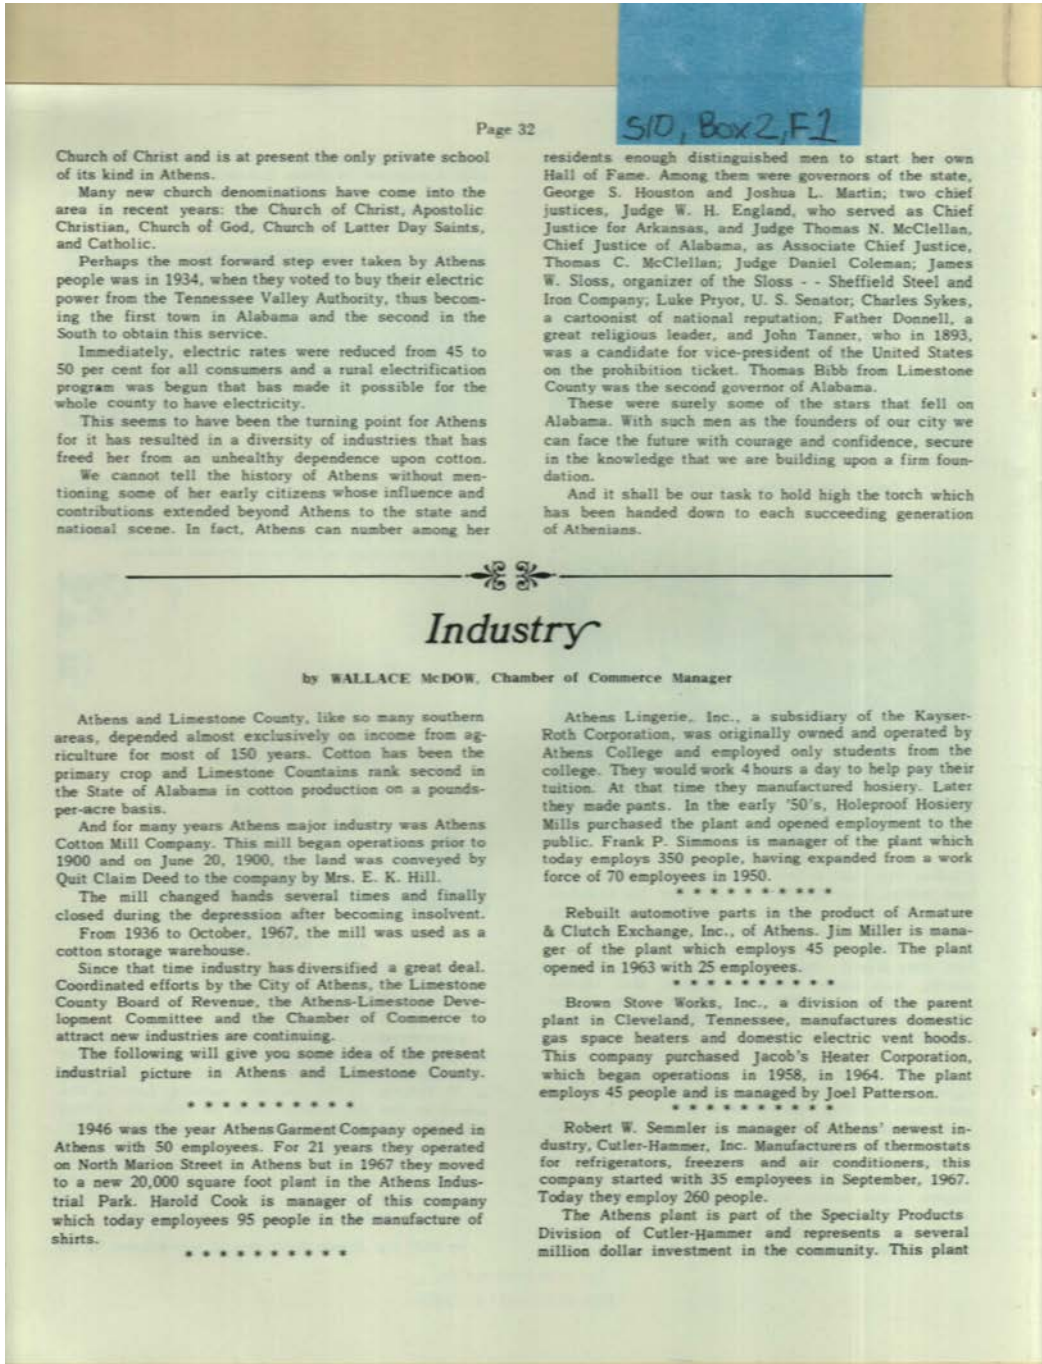 S10, Box 2, F1
Page 32
Church of Christ and is at present the only private school
of its kind in Athens.
Many new church denominations have come into the
area in recent years: the Church of Christ, Apostolic
Christian, Church of God, Church of Latter Day Saints,
and Catholic.
Perhaps the most forward step ever taken by Athens
people was in 1934, when they voted to buy their electric
power from the Tennessee Valley Authority, thus becom-
ing the first town in Alabama and the second in the
South to obtain this service.
Immediately, electric rates were reduced from 45 to
50 per cent for all consumers and a rural electrification
program was begun that has made it possible for the
whole county to have electricity.
This seems to have been the turning point for Athens
for it has resulted in a diversity of industries that has
freed her from an unhealthy dependence upon cotton.
We cannot tell the history of Athens without men-
tioning some of her early citizens whose influence and
contributions extended beyond Athens to the state and
national scene. In fact, Athens can number among her
residents enough distinguished men to start her own
Hall of Fame. Among them were governors of the state,
George S. Houston and Joshua L. Martin; two chief
justices, Judge W. H. England, who served as Chief
Justice for Arkansas, and Judge Thomas N. McClellan,
Chief Justice of Alabama, as Associate Chief Justice,
Thomas C. McClellan; Judge Daniel Coleman; James
W. Sloss, organizer of the Sloss - - Sheffield Steel and
Iron Company; Luke Pryor, U. S. Senator; Charles Sykes,
a cartoonist of national reputation; Father Donnell, a
great religious leader, and John Tanner, who in 1893,
was a candidate for vice-president of the United States
on the prohibition ticket. Thomas Bibb from Limestone
County was the second governor of Alabama.
These were surely some of the stars that fell on
Alabama. With such men as the founders of our city we
can face the future with courage and confidence, secure
in the knowledge that we are building upon a firm foun-
dation.
And it shall be our task to hold high the torch which
has been handed down to each succeeding generation
of Athenians.
Industry
by WALLACE McDOW, Chamber of Commerce Manager
Athens and Limestone County, like so many southern
areas, depended almost exclusively on income from ag-
riculture for most of 150 years. Cotton has been the
primary crop and Limestone Countains rank second in
the State of Alabama in cotton production on a pounds-
per-acre basis.
And for many years Athens major industry was Athens
Cotton Mill Company. This mill began operations prior to
1900 and on June 20, 1900, the land was conveyed by
Quit Claim Deed to the company by Mrs. E. K. Hill.
The mill changed hands several times and finally
closed during the depression after becoming insolvent.
From 1936 to October, 1967, the mill was used as a
cotton storage warehouse.
Since that time industry has diversified a great deal.
Coordinated efforts by the City of Athens, the Limestone
County Board of Revenue, the Athens-Limestone Deve-
lopment Committee and the Chamber of Commerce to
attract new industries are continuing.
The following will give you some idea of the present
industrial picture in Athens and Limestone County.
* * * * * * * * * *
1946 was the year Athens Garment Company opened in
Athens with 50 employees. For 21 years they operated
on North Marion Street in Athens but in 1967 they moved
to a new 20,000 square foot plant in the Athens Indus-
trial Park. Harold Cook is manager of this company
which today employees 95 people in the manufacture of
shirts.
* * * * * * * * * *
Athens Lingerie, Inc., a subsidiary of the Kayser-
Roth Corporation, was originally owned and operated by
Athens College and employed only students from the
college. They would work 4 hours a day to help pay their
tuition. At that time they manufactured hosiery. Later
they made pants. In the early '50's, Holeproof Hosiery
Mills purchased the plant and opened employment to the
public. Frank P. Simmons is manager of the plant which
today employs 350 people, having expanded from a work
force of 70 employees in 1950.
* * * * * * * * * *
Rebuilt automotive parts in the product of Armature
& Clutch Exchange, Inc., of Athens. Jim Miller is mana-
ger of the plant which employs 45 people. The plant
opened in 1963 with 25 employees.
* * * * * * * * * *
Brown Stove Works, Inc., a division of the parent
plant in Cleveland, Tennessee, manufactures domestic
gas space heaters and domestic electric vent hoods.
This company purchased Jacob's Heater Corporation,
which began operations in 1958, in 1964. The plant
employs 45 people and is managed by Joel Patterson.
* * * * * * * * * *
Robert W. Semmler is manager of Athens' newest in-
dustry, Cutler-Hammer, Inc. Manufacturers of thermostats
for refrigerators, freezers and air conditioners, this
company started with 35 employees in September, 1967.
Today they employ 260 people.
The Athens plant is part of the Specialty Products
Division of Cutler-Hammer and represents a several
million dollar investment in the community. This plant